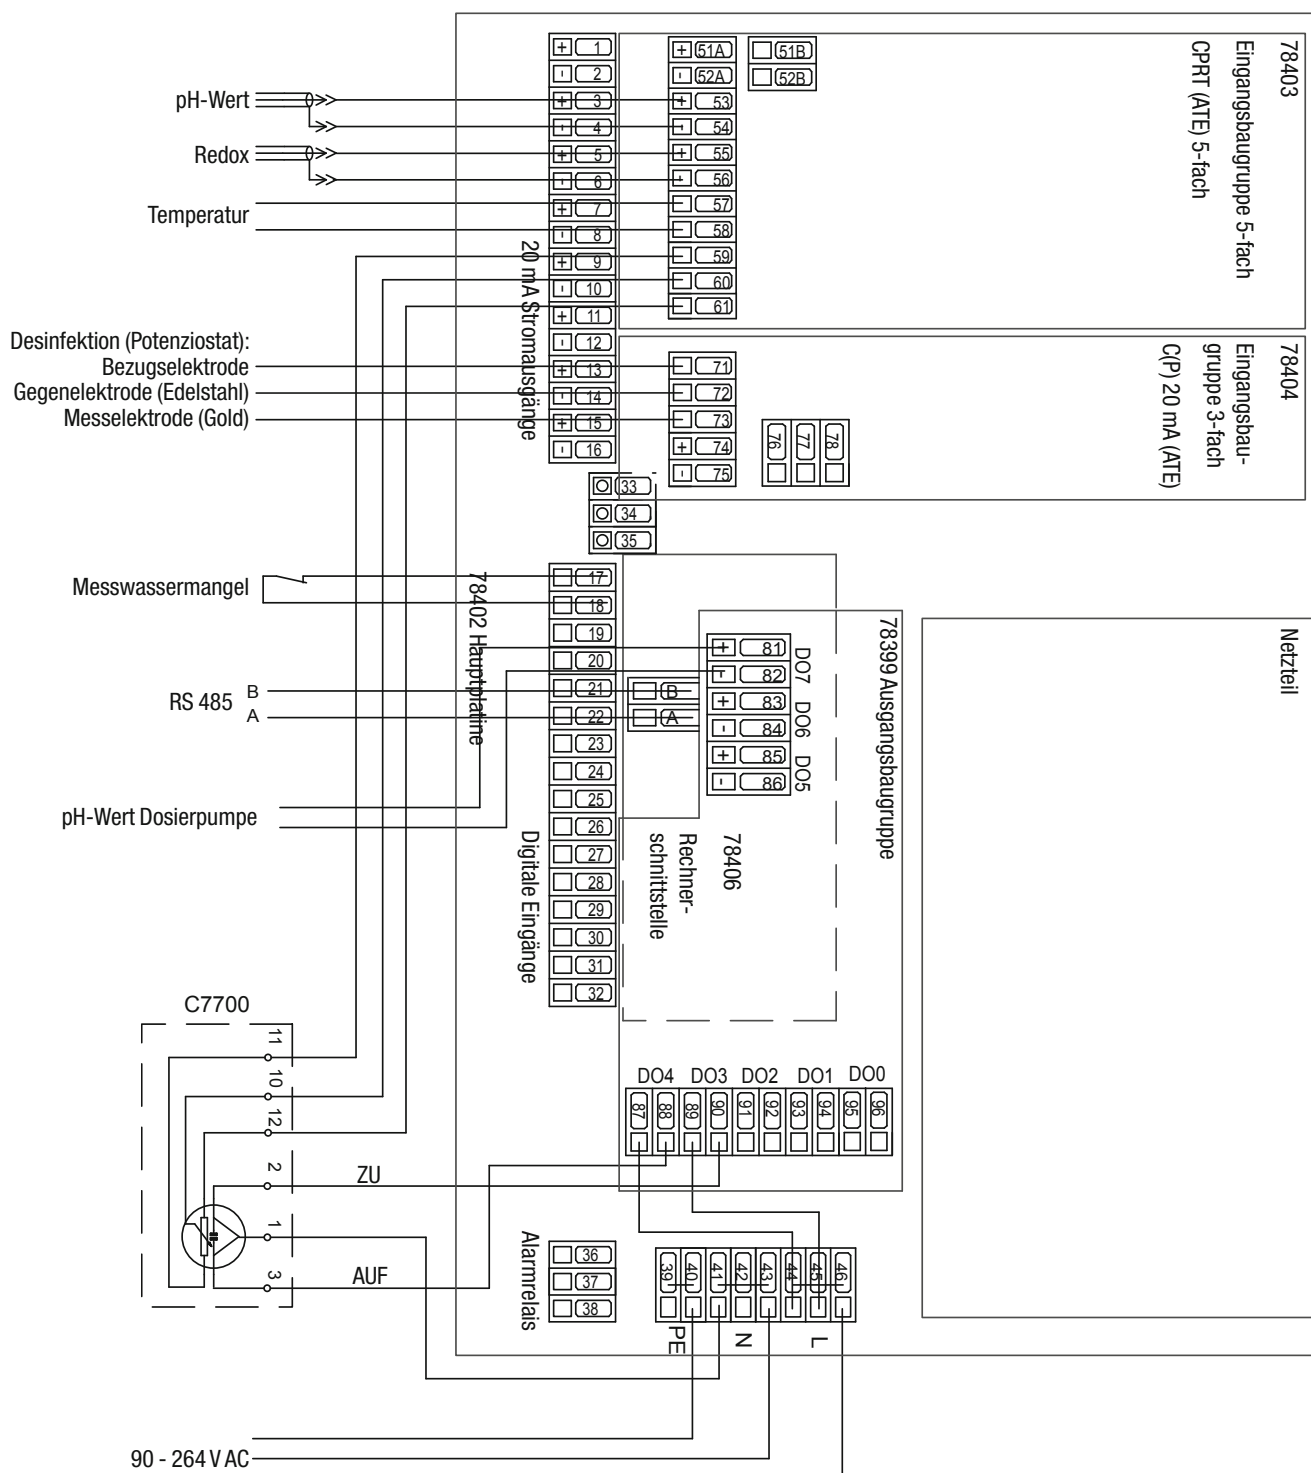 + 1
- 2
+ 3
- 4
+ 5
- 6
+ 7
- 8
+ 9
- 10
+ 11
- 12
+ 13
- 14
+ 15
- 16
20 mA Stromausgänge
+ 51A
- 52A
+ 53
- 54
+ 55
- 56
57
58
59
60
61
51B
52B
78403
Eingangsbaugruppe 5-fach
CPRT (ATE) 5-fach
pH-Wert
Redox
Temperatur
Desinfektion (Potenziostat):
Bezugselektrode
Gegenelektrode (Edelstahl)
Messelektrode (Gold)
71
72
73
+ 74
- 75
76
77
78
78404
Eingangsbau-
gruppe 3-fach
C(P) 20 mA (ATE)
33
34
35
Messwassermangel
78402 Hauptplatine
17
18
19
20
21
22
23
24
25
26
27
28
29
30
31
32
Digitale Eingänge
RS 485
B
A
B
A
pH-Wert Dosierpumpe
+ 81
- 82
+ 83
- 84
+ 85
- 86
DO7
DO6
DO5
78399 Ausgangsbaugruppe
78406
Rechner-
schnittstelle
Netzteil
C7700
11
10
12
2
1
3
ZU
AUF
DO4 DO3 DO2 DO1 DO0
87 88 89 90 91 92 93 94 95 96
Alarmrelais
36
37
38
39 40 41 42 43 44 45 46
PE N L
90 - 264 V AC